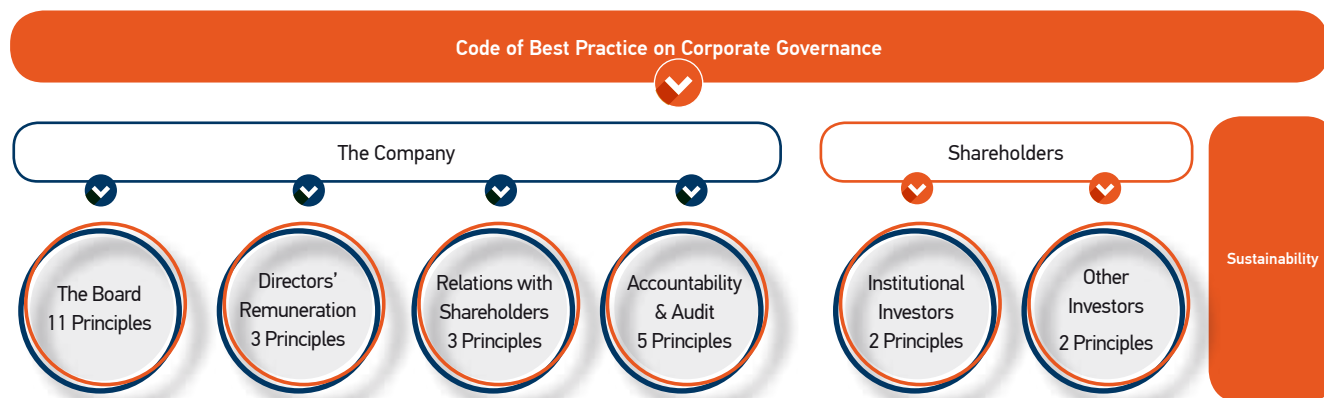 Code of Best Practice on Corporate Governance
The Company
Shareholders
The Board
11 Principles
Directors’
Remuneration
3 Principles
Relations with
Shareholders
3 Principles
Accountability
& Audit
5 Principles
Institutional
Investors
2 Principles
Other
Investors
2 Principles
Sustainability